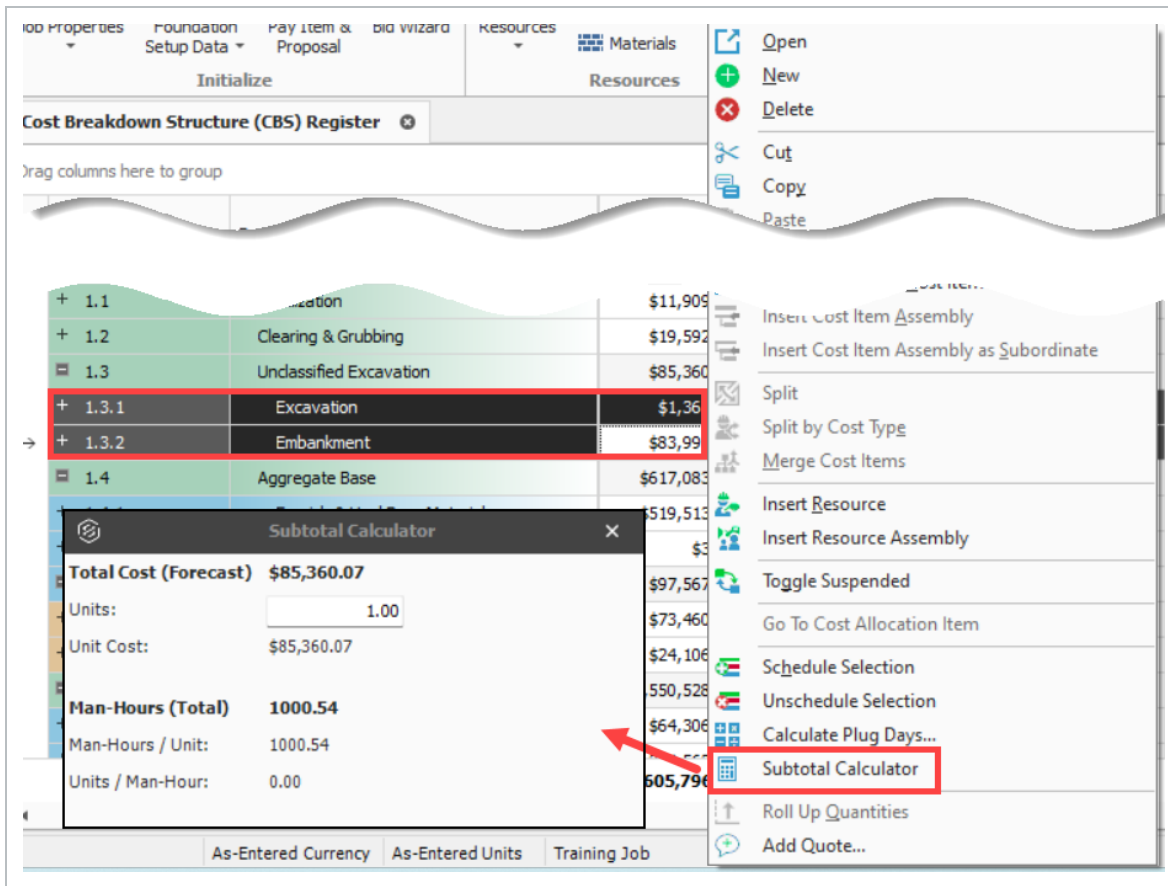 Job Properties Foundation Pay Item & Bid Wizard Resources
Setup Data Proposal Materials
Initialize Resources
Cost Breakdown Structure (CBS) Register
Drag columns here to group
1.1 $11,909
1.2 Clearing & Grubbing $19,592
1.3 Unclassified Excavation $85,360
1.3.1 Excavation $1,36
1.3.2 Embankment $83,99
1.4 Aggregate Base $617,083
$519,513
$3
$97,567
$73,460
$24,106
,550,528
$64,306
605,796
Subtotal Calculator
Total Cost (Forecast) $85,360.07
Units: 1.00
Unit Cost: $85,360.07
Man-Hours (Total) 1000.54
Man-Hours / Unit: 1000.54
Units / Man-Hour: 0.00
As-Entered Currency As-Entered Units Training Job
Open
New
Delete
Cut
Copy
Paste
Insert Cost Item Assembly
Insert Cost Item Assembly as Subordinate
Split
Split by Cost Type
Merge Cost Items
Insert Resource
Insert Resource Assembly
Toggle Suspended
Go To Cost Allocation Item
Schedule Selection
Unschedule Selection
Calculate Plug Days...
Subtotal Calculator
Roll Up Quantities
Add Quote...